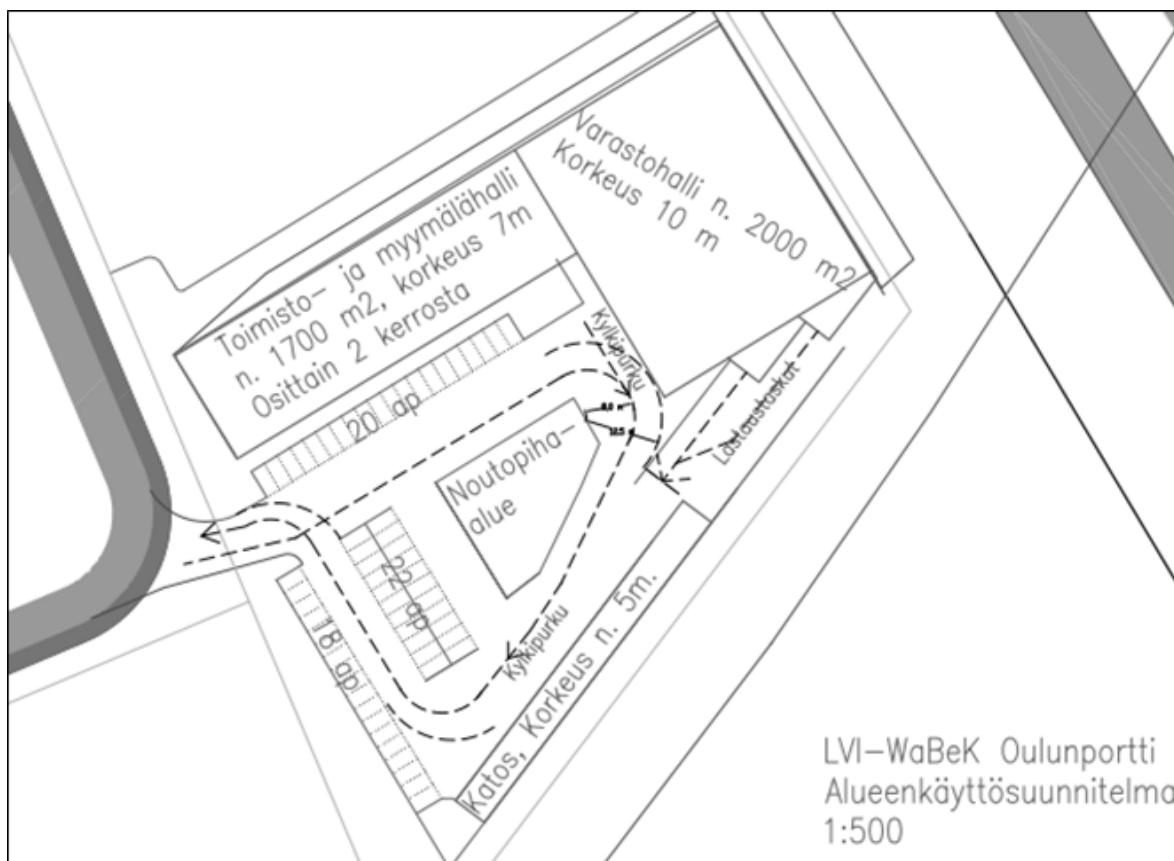 Varastohalli n. 2000 m2
Korkeus 10 m
Toimisto- ja myymälähalli
n. 1700 m2, korkeus 7m
Osittain 2 kerrosta
20 ap
Kylkipurku
Lastaustaskut
Noutopiha-
alue
22 ap
18 ap
Kylkipurku
Katos, Korkeus n. 5m.
LVI-WaBeK Oulunportti
Alueenkäyttösuunnitelma
1:500